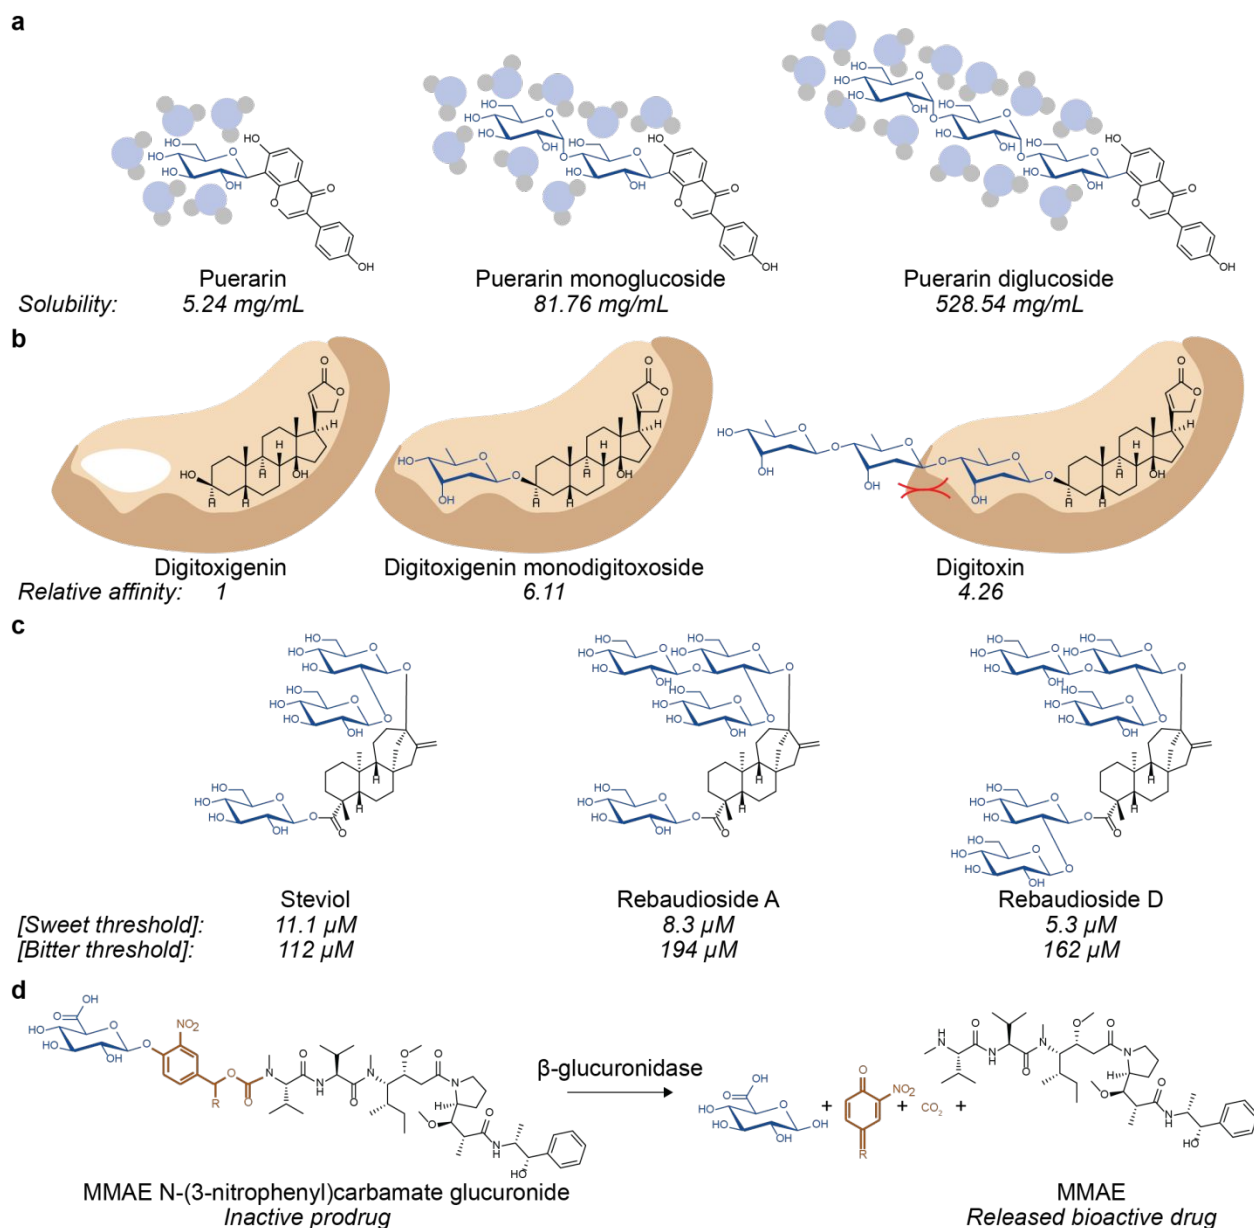 a
Puerarin
Puerarin monoglucoside
Puerarin diglucoside
Solubility:
5.24 mg/mL
81.76 mg/mL
528.54 mg/mL
b
Digitoxigenin
Digitoxigenin monodigitoxoside
Digitoxin
Relative affinity:
1
6.11
4.26
c
Steviol
Rebaudioside A
Rebaudioside D
[Sweet threshold]:
11.1 µM
8.3 µM
5.3 µM
[Bitter threshold]:
112 µM
194 µM
162 µM
d
β-glucuronidase
+
+
CO₂
+
MMAE N-(3-nitrophenyl)carbamate glucuronide
Inactive prodrug
MMAE
Released bioactive drug